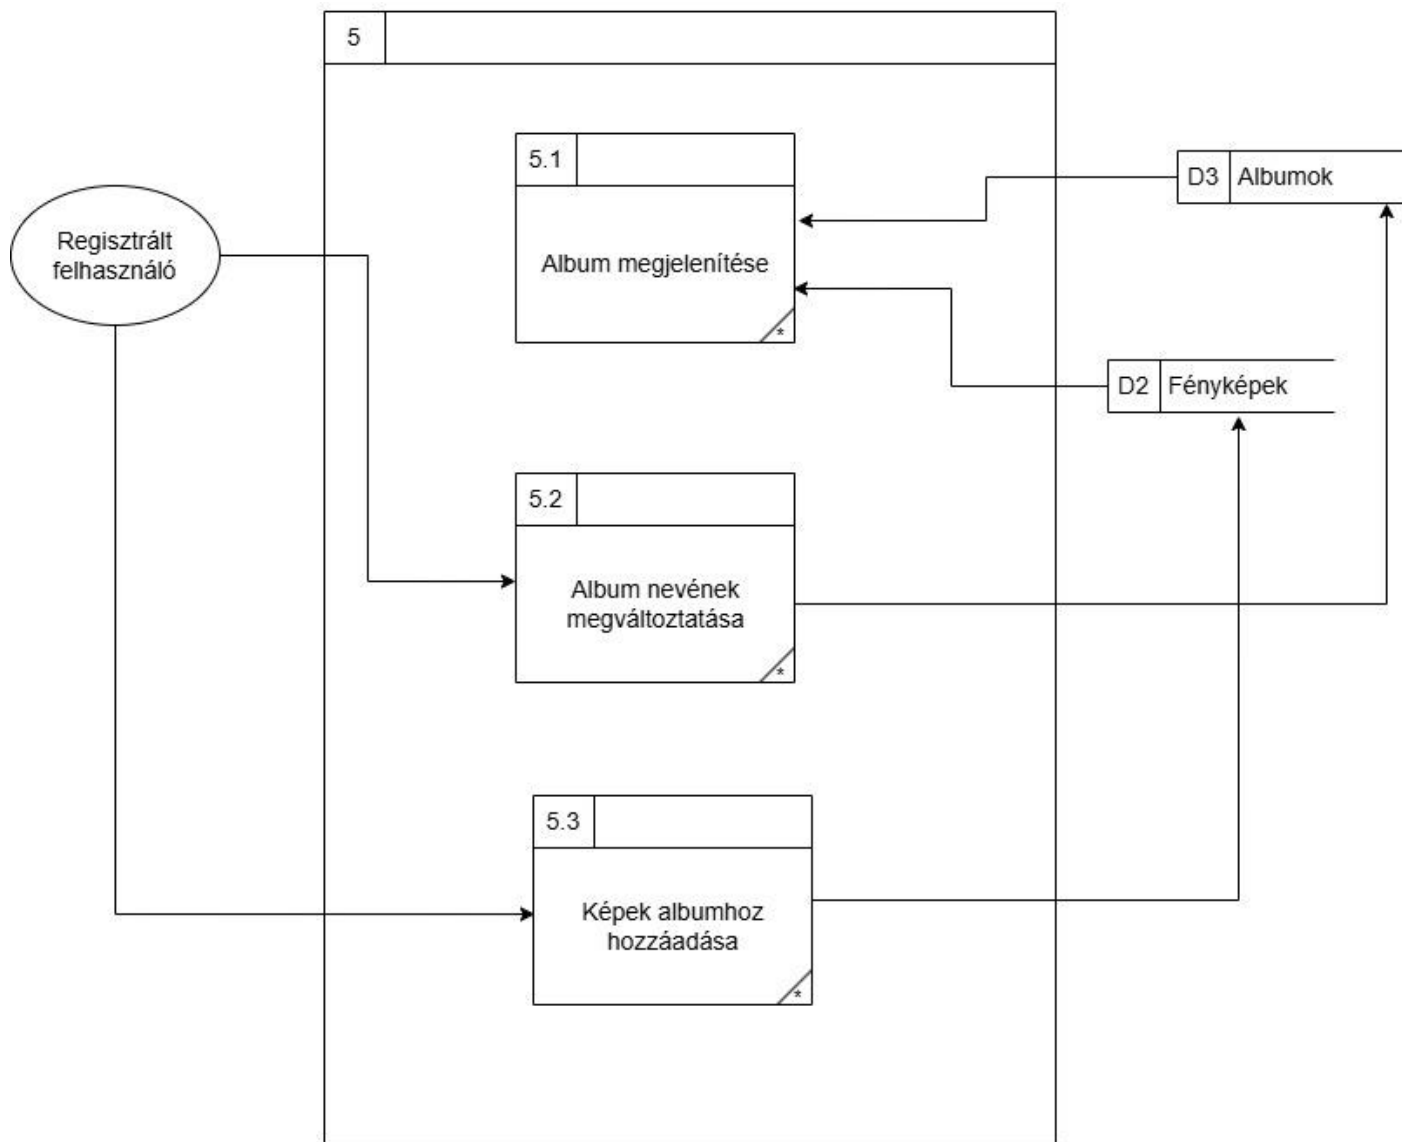 5
5.1
Album megjelenítése
*
D3 Albumok
Regisztrált
felhasználó
D2 Fényképek
5.2
Album nevének
megváltoztatása
*
5.3
Képek albumhoz
hozzáadása
*